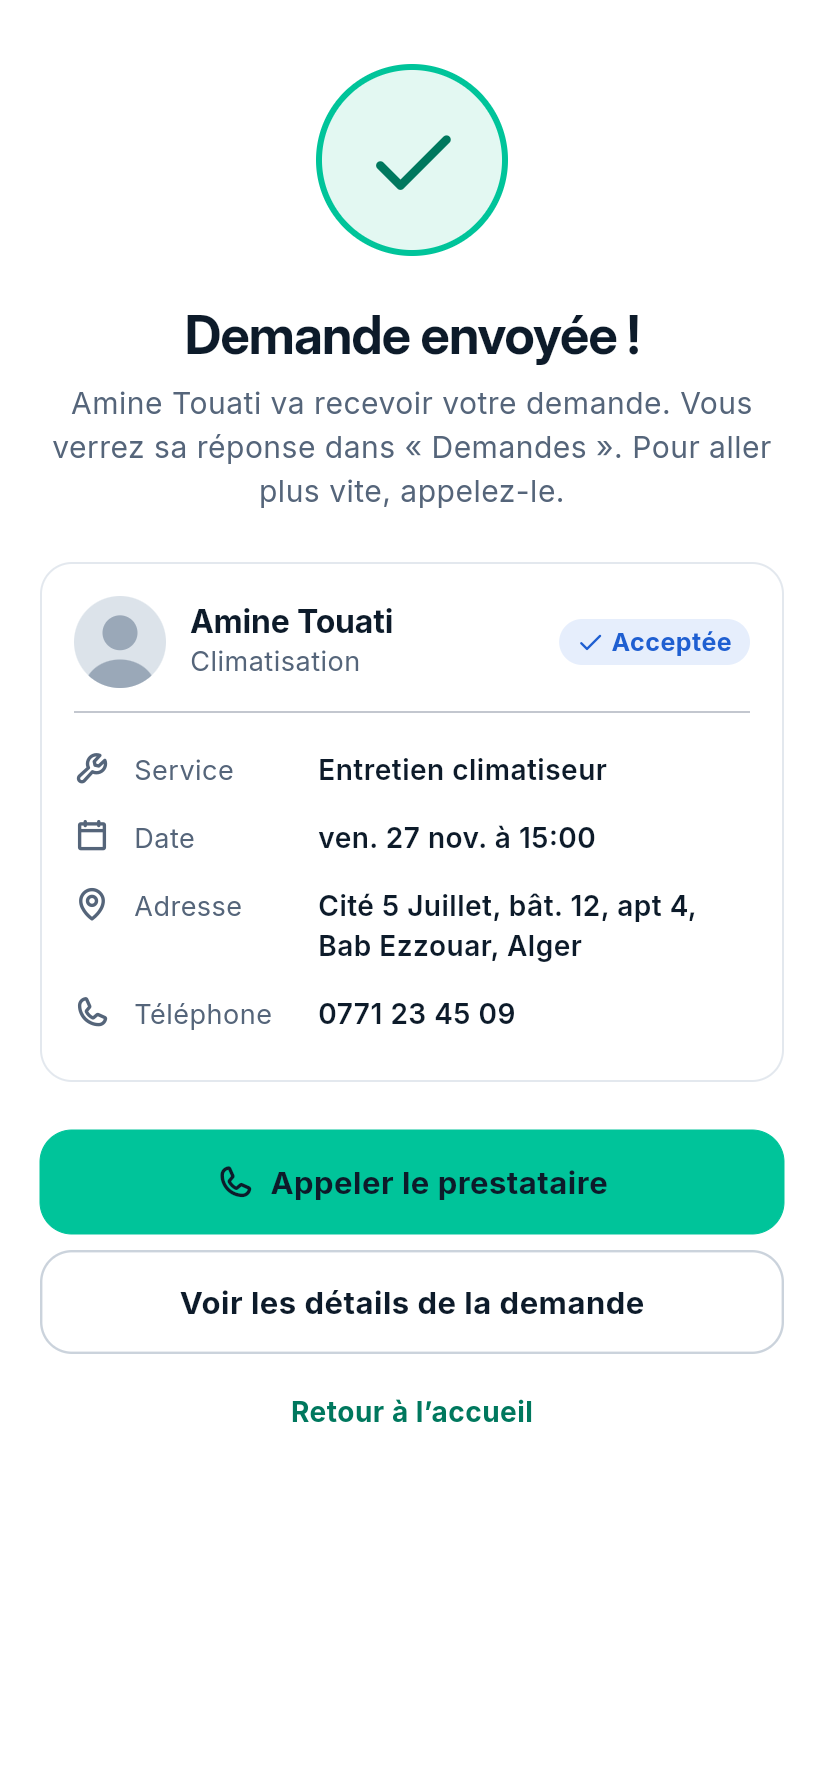 Demande envoyée !
Amine Touati va recevoir votre demande. Vous
verrez sa réponse dans « Demandes ». Pour aller
plus vite, appelez-le.
Amine Touati
Climatisation
Acceptée
Service
Entretien climatiseur
Date
ven. 27 nov. à 15:00
Adresse
Cité 5 Juillet, bât. 12, apt 4,
Bab Ezzouar, Alger
Téléphone
0771 23 45 09
Appeler le prestataire
Voir les détails de la demande
Retour à l’accueil